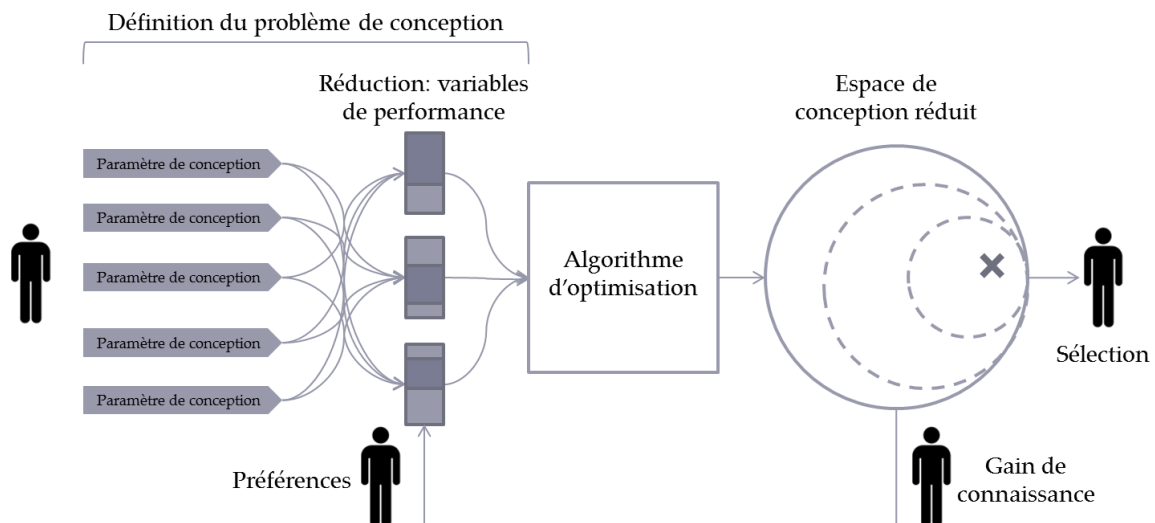 Définition du problème de conception
Réduction: variables
de performance
Espace de
conception réduit
Paramètre de conception
Paramètre de conception
Paramètre de conception
Paramètre de conception
Paramètre de conception
Algorithme
d'optimisation
Sélection
Préférences
Gain de
connaissance